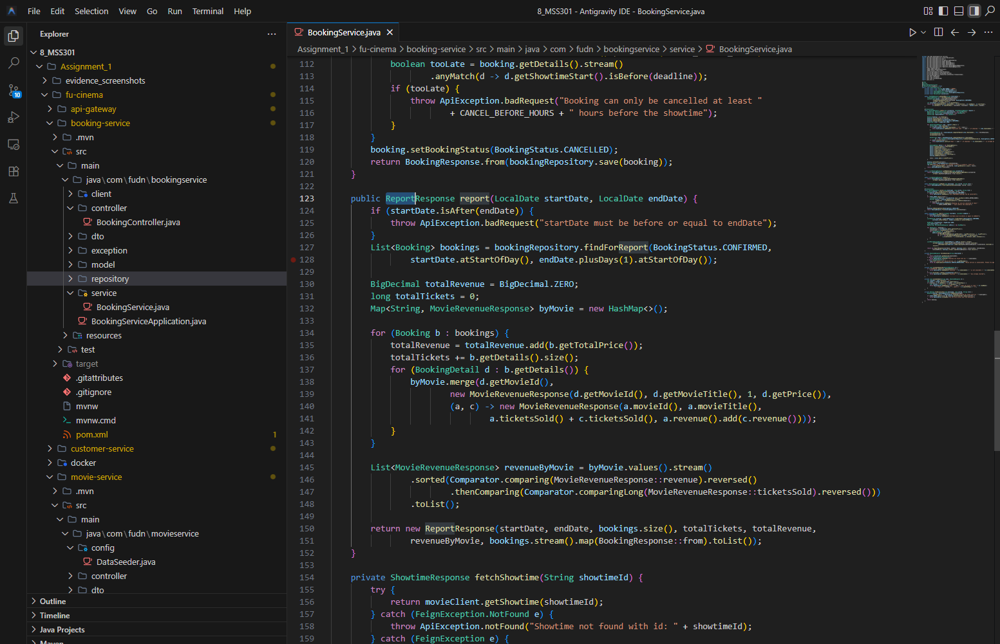 File Edit Selection View Go Run Terminal Help
8_MSS301 - Antigravity IDE - BookingService.java
Explorer
8_MSS301
Assignment_1
evidence_screenshots
fu-cinema
api-gateway
booking-service
.mvn
src
main
java\com\fudn\bookingservice
client
controller
BookingController.java
dto
exception
model
repository
service
BookingService.java
BookingServiceApplication.java
resources
test
target
.gitattributes
.gitignore
mvnw
mvnw.cmd
pom.xml 1
customer-service
docker
movie-service
.mvn
src
main
java\com\fudn\movieservice
config
DataSeeder.java
controller
dto
Outline
Timeline
Java Projects
Maven
10
BookingService.java
Assignment_1 > fu-cinema > booking-service > src > main > java > com > fudn > bookingservice > service > BookingService.java
112 boolean tooLate = booking.getDetails().stream()
113 .anyMatch(d -> d.getShowtimeStart().isBefore(deadline));
114 if (tooLate) {
115 throw ApiException.badRequest("Booking can only be cancelled at least "
116 + CANCEL_BEFORE_HOURS + " hours before the showtime");
117 }
118 }
119 booking.setBookingStatus(BookingStatus.CANCELLED);
120 return BookingResponse.from(bookingRepository.save(booking));
121 }
122
123 public ReportResponse report(LocalDate startDate, LocalDate endDate) {
124 if (startDate.isAfter(endDate)) {
125 throw ApiException.badRequest("startDate must be before or equal to endDate");
126 }
127 List<Booking> bookings = bookingRepository.findForReport(BookingStatus.CONFIRMED,
128 startDate.atStartOfDay(), endDate.plusDays(1).atStartOfDay());
129
130 BigDecimal totalRevenue = BigDecimal.ZERO;
131 long totalTickets = 0;
132 Map<String, MovieRevenueResponse> byMovie = new HashMap<>();
133
134 for (Booking b : bookings) {
135 totalRevenue = totalRevenue.add(b.getTotalPrice());
136 totalTickets += b.getDetails().size();
137 for (BookingDetail d : b.getDetails()) {
138 byMovie.merge(d.getMovieId(),
139 new MovieRevenueResponse(d.getMovieId(), d.getMovieTitle(), 1, d.getPrice()),
140 (a, c) -> new MovieRevenueResponse(a.movieId(), a.movieTitle(),
141 a.ticketsSold() + c.ticketsSold(), a.revenue().add(c.revenue())));
142 }
143 }
144
145 List<MovieRevenueResponse> revenueByMovie = byMovie.values().stream()
146 .sorted(Comparator.comparing(MovieRevenueResponse::revenue).reversed()
147 .thenComparing(Comparator.comparingLong(MovieRevenueResponse::ticketsSold).reversed()))
148 .toList();
149
150 return new ReportResponse(startDate, endDate, bookings.size(), totalTickets, totalRevenue,
151 revenueByMovie, bookings.stream().map(BookingResponse::from).toList());
152 }
153
154 private ShowtimeResponse fetchShowtime(String showtimeId) {
155 try {
156 return movieClient.getShowtime(showtimeId);
157 } catch (FeignException.NotFound e) {
158 throw ApiException.notFound("Showtime not found with id: " + showtimeId);
159 } catch (FeignException e) {